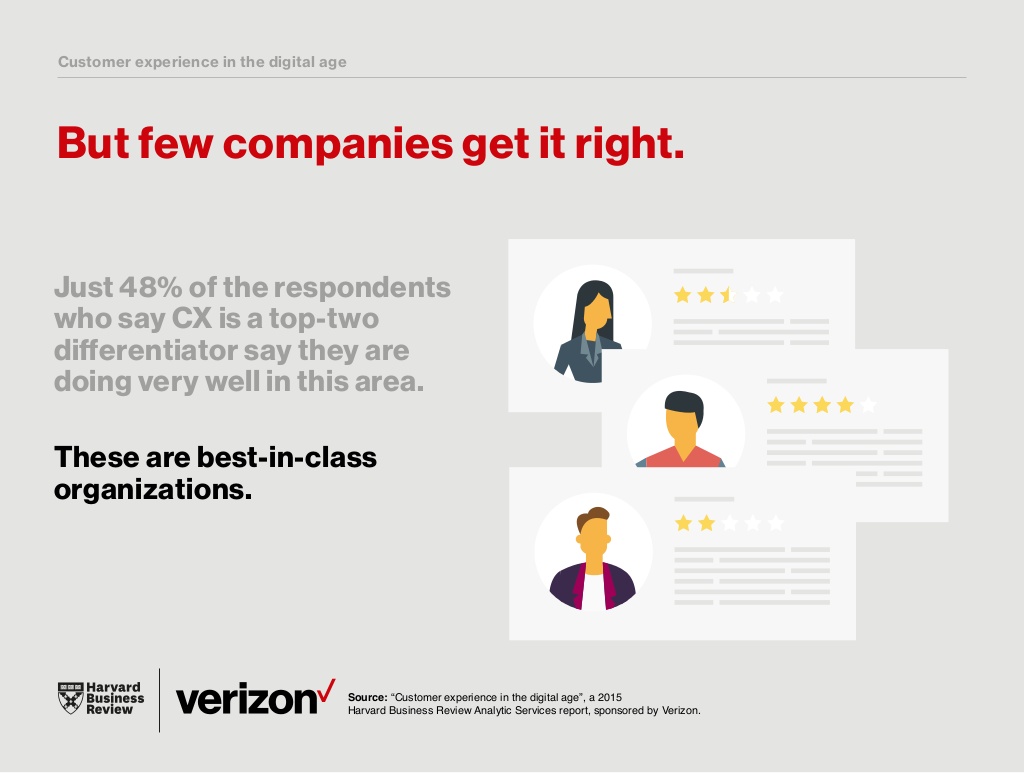 Customer experience in the digital age
But few companies get it right.
Just 48% of the respondents
who say CX is a top-two
differentiator say they are
doing very well in this area.
These are best-in-class
organizations.
Harvard
Business
Review
verizon
Source: “Customer experience in the digital age”, a 2015
Harvard Business Review Analytic Services report, sponsored by Verizon.